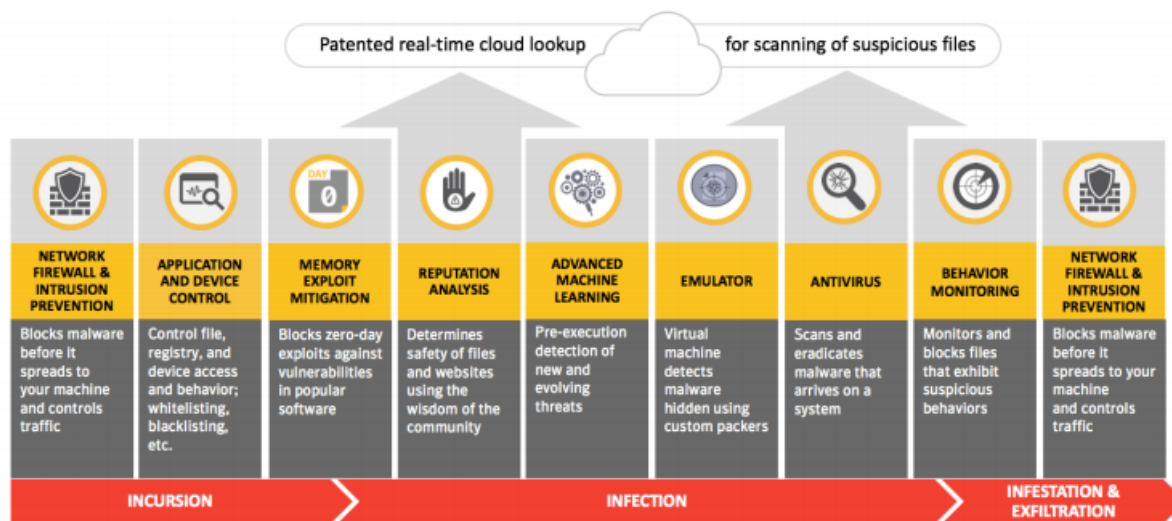 Patented real-time cloud lookup
for scanning of suspicious files
DAY
0
NETWORK
FIREWALL &
INTRUSION
PREVENTION
Blocks malware
before it
spreads to
your machine
and controls
traffic
APPLICATION
AND DEVICE
CONTROL
Control file,
registry, and
device access
and behavior;
whitelisting,
blacklisting,
etc.
MEMORY
EXPLOIT
MITIGATION
Blocks zero-day
exploits against
vulnerabilities
in popular
software
REPUTATION
ANALYSIS
Determines
safety of files
and websites
using the
wisdom of the
community
ADVANCED
MACHINE
LEARNING
Pre-execution
detection of
new and
evolving
threats
EMULATOR
Virtual
machine
detects
malware
hidden using
custom packers
ANTIVIRUS
Scans and
eradicates
malware that
arrives on a
system
BEHAVIOR
MONITORING
Monitors and
blocks files
that exhibit
suspicious
behaviors
NETWORK
FIREWALL &
INTRUSION
PREVENTION
Blocks malware
before it
spreads to your
machine
and controls
traffic
INCURSION
INFECTION
INFESTATION &
EXFILTRATION